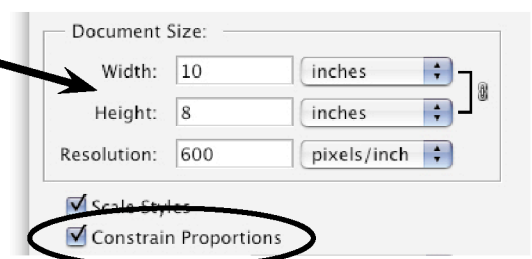 Document Size:
Width: 10 inches
Height: 8 inches
Resolution: 600 pixels/inch
Scale Styles
Constrain Proportions